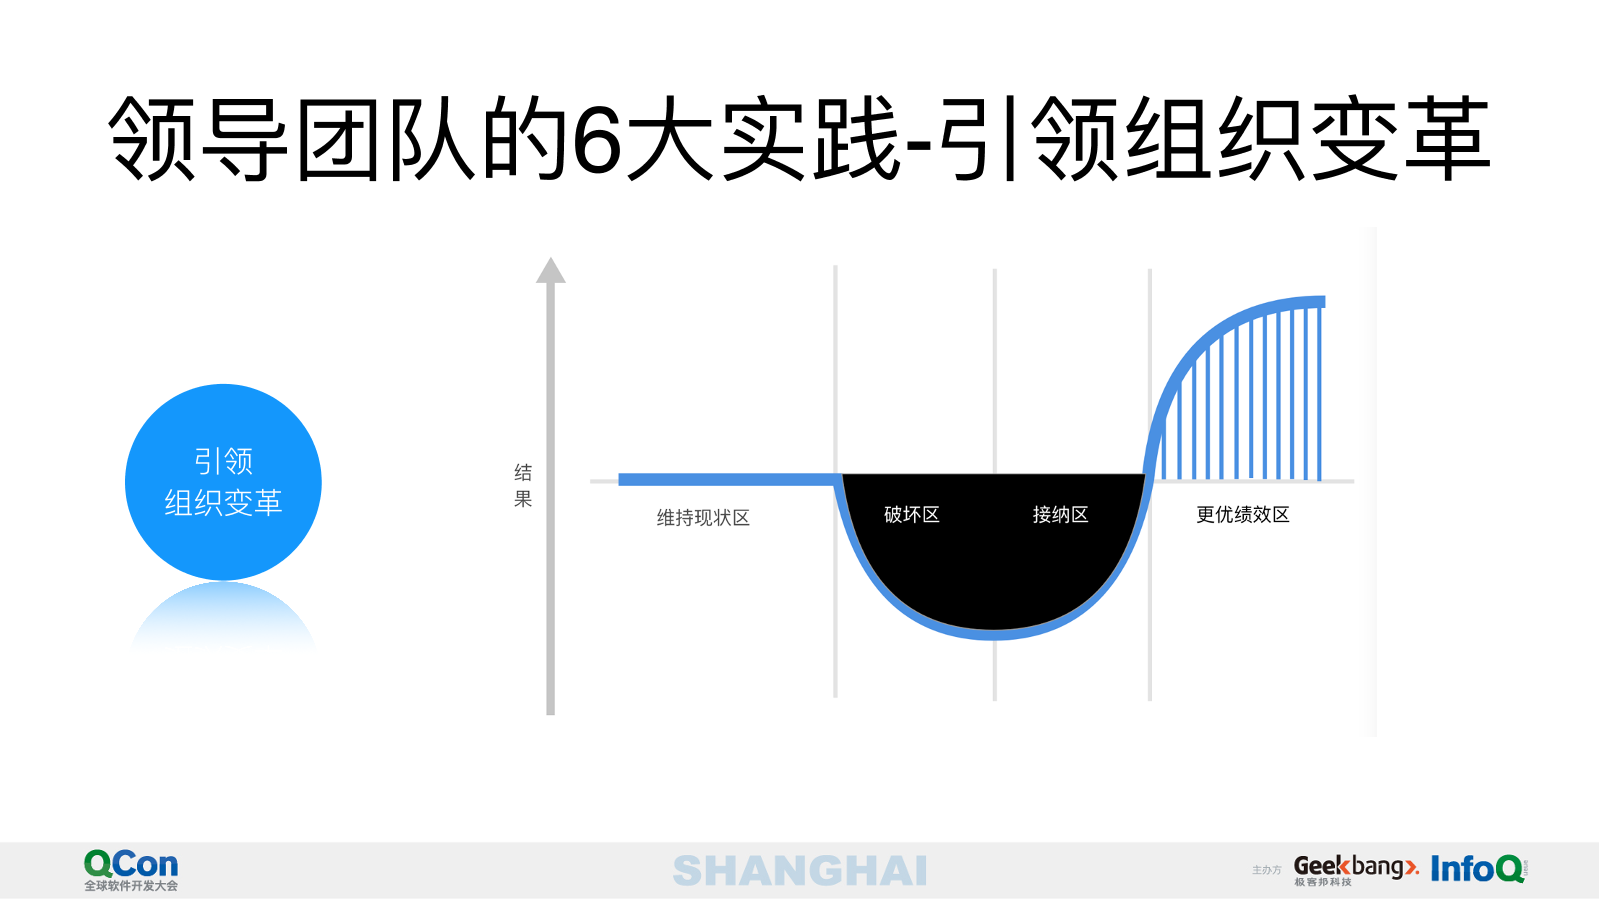 领导团队的6大实践-引领组织变革
引领
组织变革
结
果
维持现状区
破坏区
接纳区
更优绩效区
QCon
全球软件开发大会
SHANGHAI
主办方
Geekbang>.
极客邦科技
InfoQ